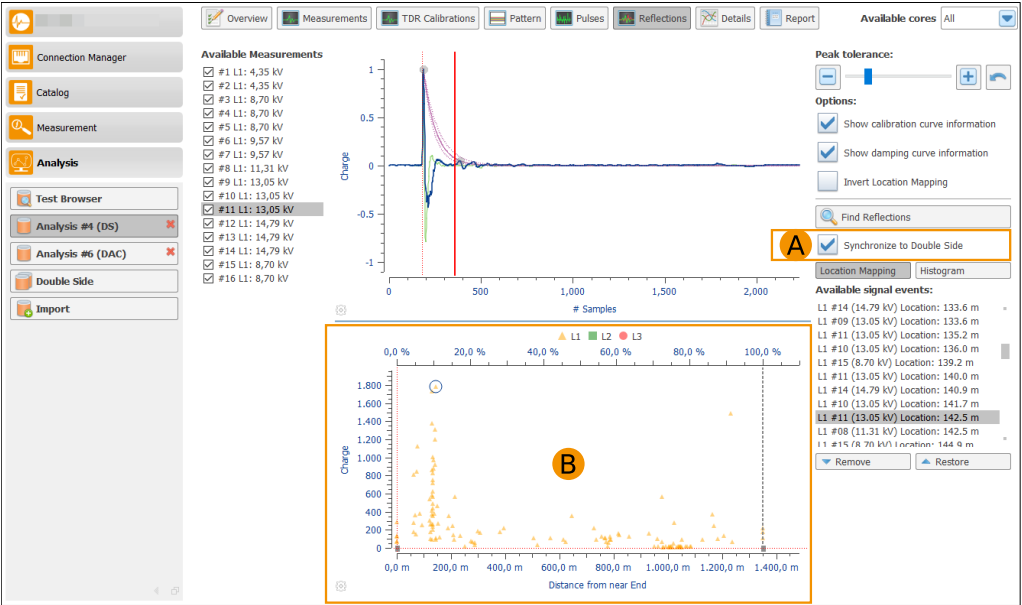 Overview
Measurements
TDR Calibrations
Pattern
Pulses
Reflections
Details
Report
Available cores
All
Connection Manager
Catalog
Measurement
Analysis
Test Browser
Analysis #4 (DS)
Analysis #6 (DAC)
Double Side
Import
Available Measurements
#1 L1: 4,35 kV
#2 L1: 4,35 kV
#3 L1: 8,70 kV
#4 L1: 8,70 kV
#5 L1: 8,70 kV
#6 L1: 9,57 kV
#7 L1: 9,57 kV
#8 L1: 11,31 kV
#9 L1: 13,05 kV
#10 L1: 13,05 kV
#11 L1: 13,05 kV
#12 L1: 14,79 kV
#13 L1: 14,79 kV
#14 L1: 14,79 kV
#15 L1: 8,70 kV
#16 L1: 8,70 kV
Charge
1
0.5
0
-0.5
-1
0
500
1,000
1,500
2,000
# Samples
L1 L2 L3
0,0 %
20,0 %
40,0 %
60,0 %
80,0 %
100,0 %
Charge
1.800
1.600
1.400
1.200
1.000
800
600
400
200
0
B
0,0 m
200,0 m
400,0 m
600,0 m
800,0 m
1.000,0 m
1.200,0 m
1.400,0 m
Distance from near End
Peak tolerance:
Options:
Show calibration curve information
Show damping curve information
Invert Location Mapping
Find Reflections
A
Synchronize to Double Side
Location Mapping
Histogram
Available signal events:
L1 #14 (14.79 kV) Location: 133.6 m
L1 #09 (13.05 kV) Location: 133.6 m
L1 #11 (13.05 kV) Location: 135.2 m
L1 #10 (13.05 kV) Location: 136.0 m
L1 #15 (8.70 kV) Location: 139.2 m
L1 #11 (13.05 kV) Location: 140.0 m
L1 #14 (14.79 kV) Location: 140.9 m
L1 #10 (13.05 kV) Location: 141.7 m
L1 #11 (13.05 kV) Location: 142.5 m
L1 #08 (11.31 kV) Location: 142.5 m
L1 #15 (8.70 kV) Location: 144.9 m
Remove
Restore